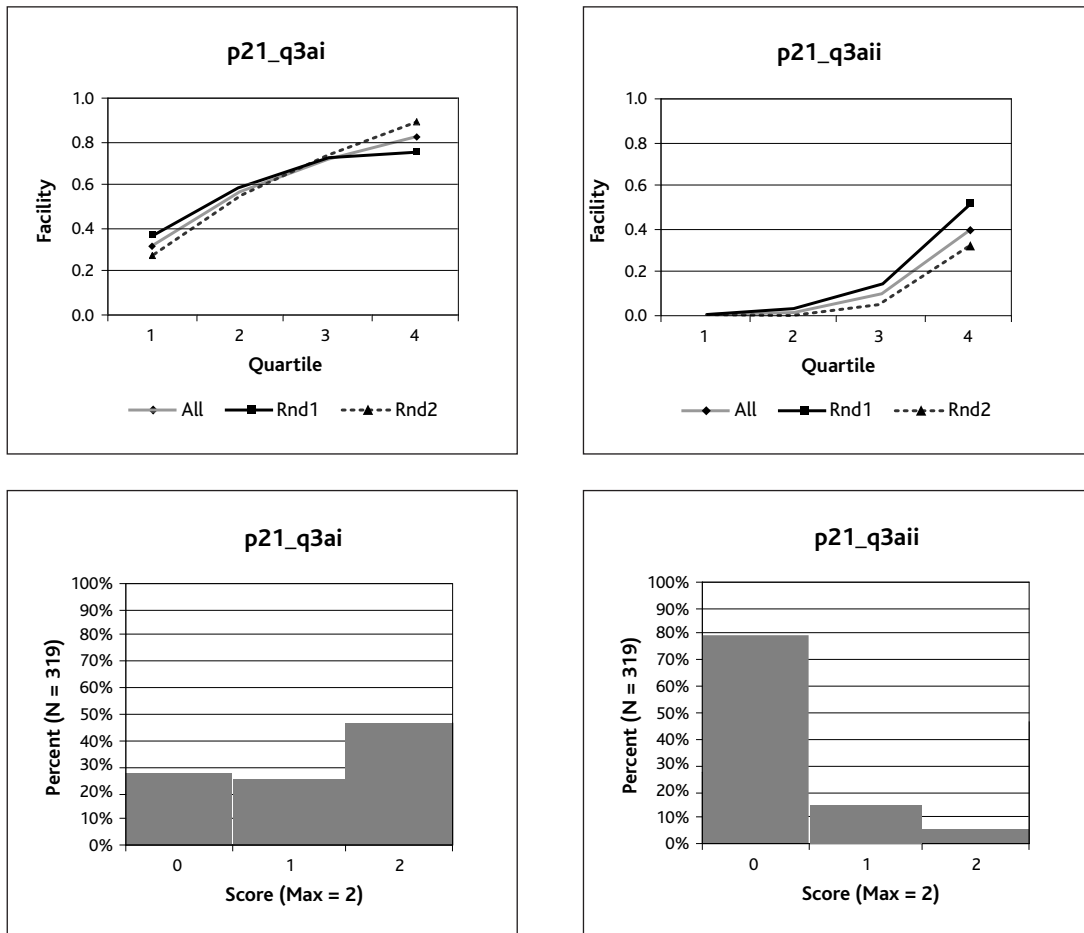 p21_q3ai
1.0
0.8
0.6
0.4
0.2
0.0
Facility
1 2 3 4
Quartile
All Rnd1 Rnd2
p21_q3aii
1.0
0.8
0.6
0.4
0.2
0.0
Facility
1 2 3 4
Quartile
All Rnd1 Rnd2
p21_q3ai
100%
90%
80%
70%
60%
50%
40%
30%
20%
10%
0%
Percent (N = 319)
0 1 2
Score (Max = 2)
p21_q3aii
100%
90%
80%
70%
60%
50%
40%
30%
20%
10%
0%
Percent (N = 319)
0 1 2
Score (Max = 2)